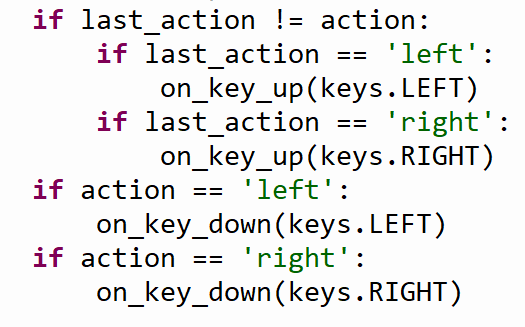 if last_action != action:
    if last_action == 'left':
        on_key_up(keys.LEFT)
    if last_action == 'right':
        on_key_up(keys.RIGHT)
if action == 'left':
    on_key_down(keys.LEFT)
if action == 'right':
    on_key_down(keys.RIGHT)